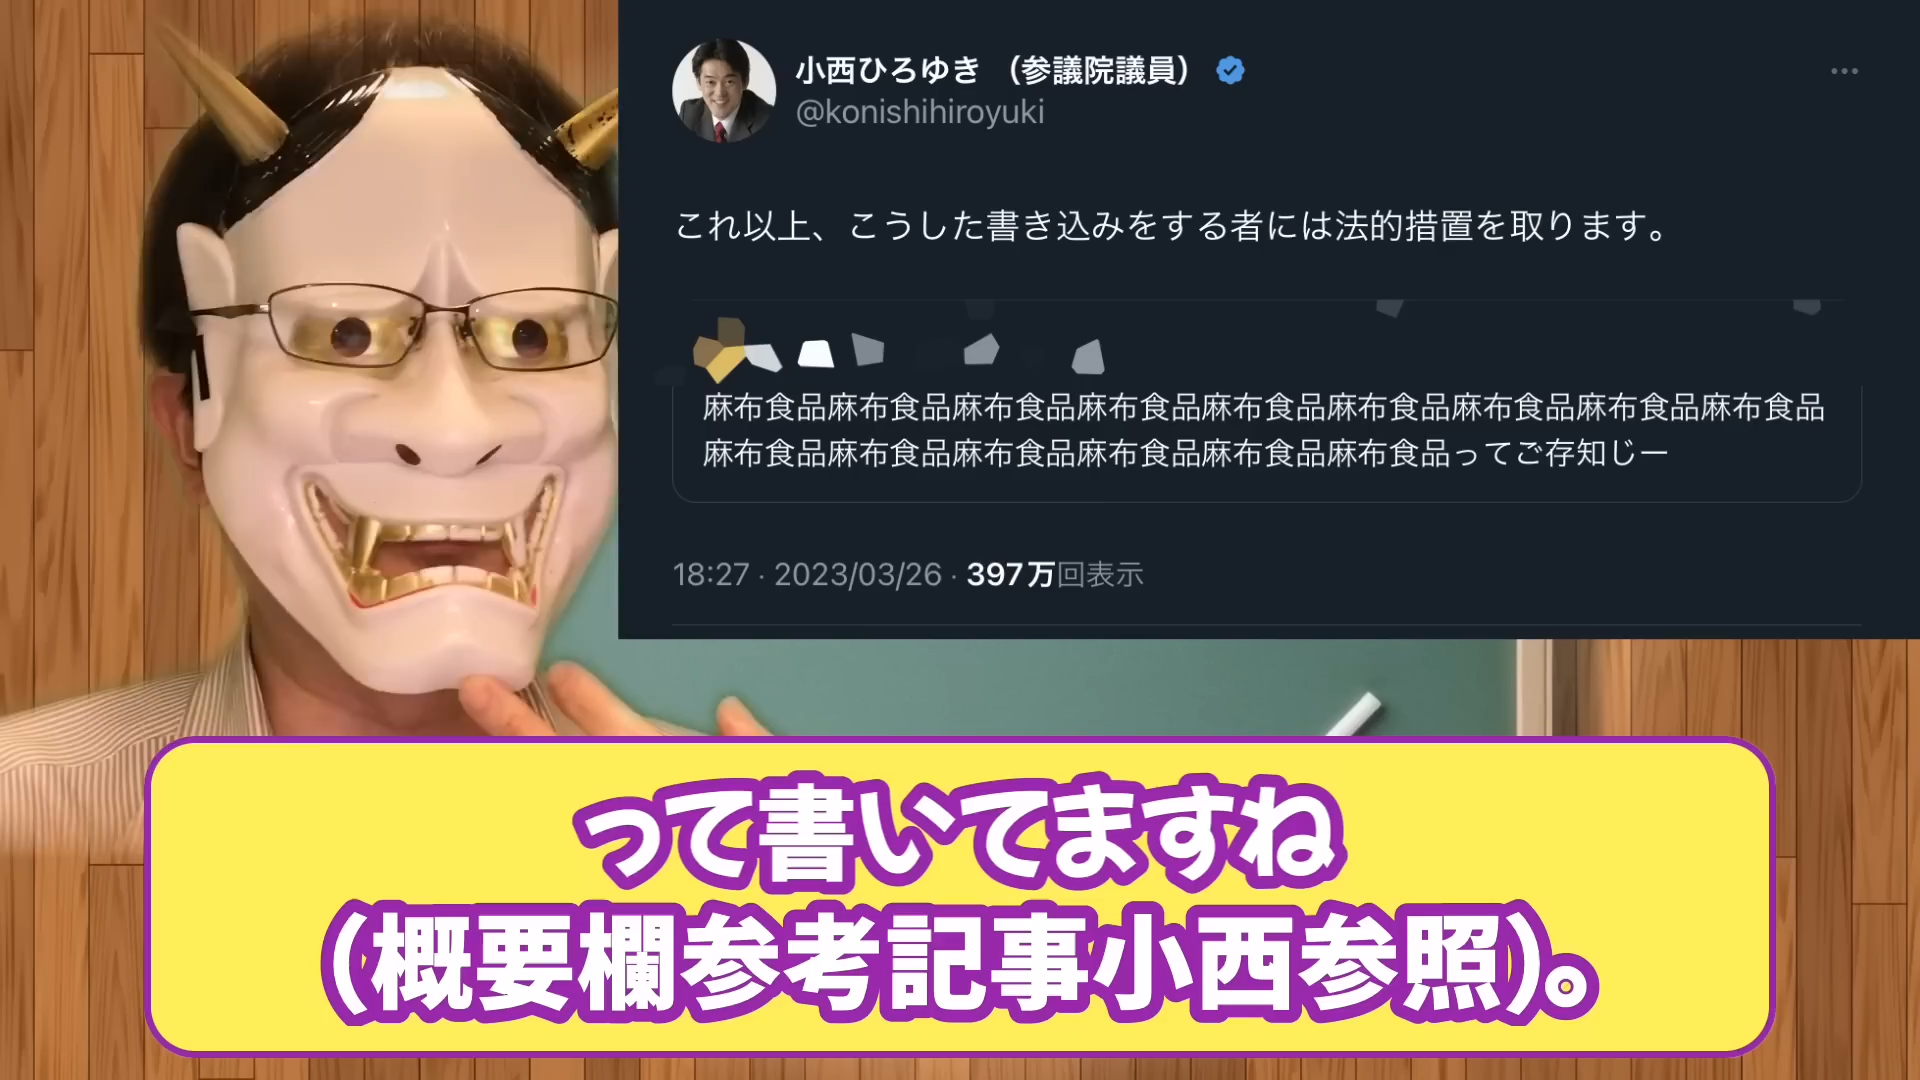 小西ひろゆき （参議院議員）
@konishihiroyuki
これ以上、こうした書き込みをする者には法的措置を取ります。
麻布食品麻布食品麻布食品麻布食品麻布食品麻布食品麻布食品麻布食品麻布食品
麻布食品麻布食品麻布食品麻布食品麻布食品麻布食品ってご存知じー
18:27 · 2023/03/26 · 397万回表示
って書いてますね
(概要欄参考記事小西参照)。